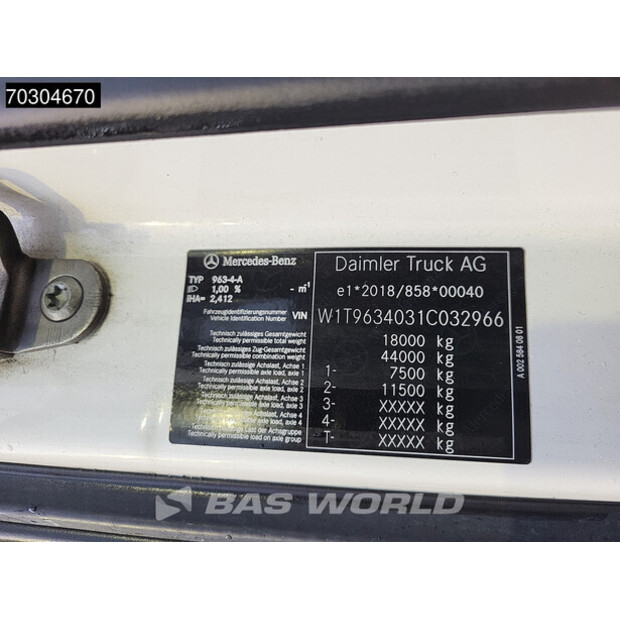 70304670
Mercedes-Benz
Daimler Truck AG
TYP 963-4-A
1,00 % - m⁻¹
IHA= 2,412
e1*2018/858*00040
Fahrzeugidentifizierungsnummer
Vehicle Identification Number VIN W1T9634031C032966
Technisch zulässiges Gesamtgewicht
Technically permissible total weight 18000 kg
Technisch zulässiges Zug-Gesamtgewicht
Technically permissible combination weight 44000 kg
Technisch zulässige Achslast, Achse 1
Technically permissible axle load, axle 1 1- 7500 kg
Technisch zulässige Achslast, Achse 2
Technically permissible axle load, axle 2 2- 11500 kg
Technisch zulässige Achslast, Achse 3
Technically permissible axle load, axle 3 3- XXXXX kg
Technisch zulässige Achslast, Achse 4
Technically permissible axle load, axle 4 4- XXXXX kg
Technisch zulässige Last der Achsgruppe
Technically permissible load on axle group T- XXXXX kg
A 002 584 08 01
BAS WORLD